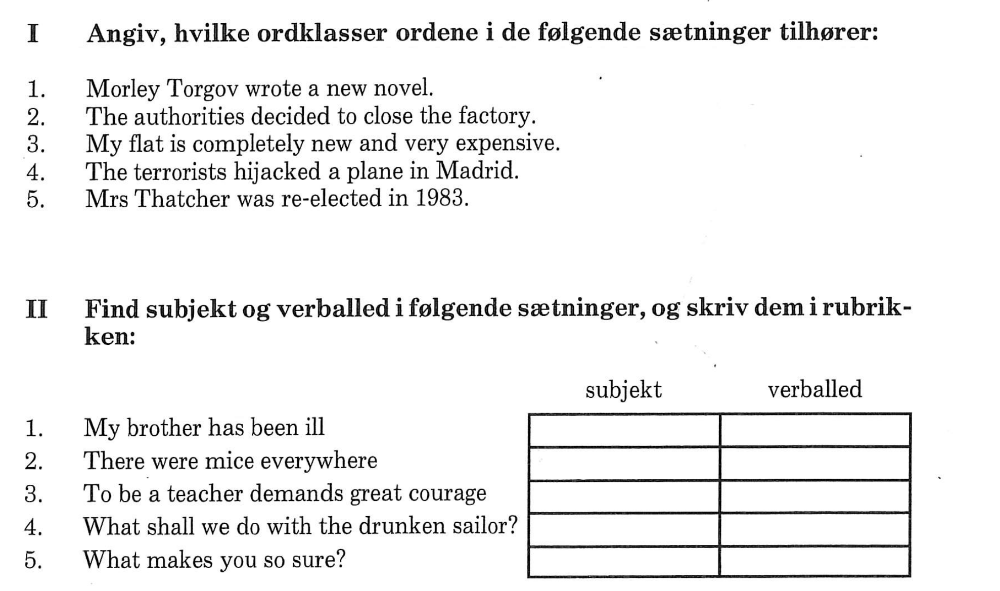 I Angiv, hvilke ordklasser ordene i de følgende sætninger tilhører:
1. Morley Torgov wrote a new novel.
2. The authorities decided to close the factory.
3. My flat is completely new and very expensive.
4. The terrorists hijacked a plane in Madrid.
5. Mrs Thatcher was re-elected in 1983.
II Find subjekt og verballed i følgende sætninger, og skriv dem i rubrik-
ken:
subjekt verballed
1. My brother has been ill
2. There were mice everywhere
3. To be a teacher demands great courage
4. What shall we do with the drunken sailor?
5. What makes you so sure?